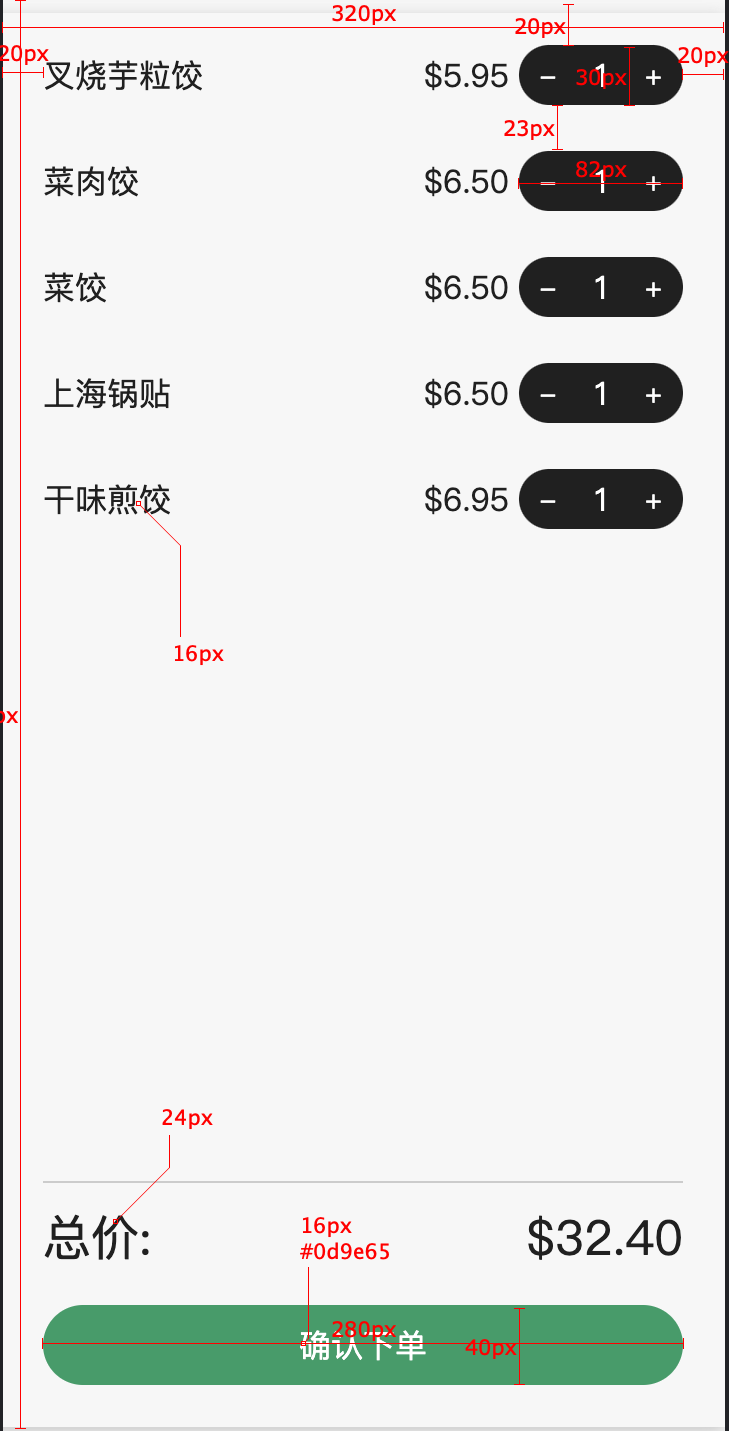 320px
20px
20px
20px
叉烧芋粒饺 $5.95 − 1 +
30px
23px
82px
菜肉饺 $6.50 − 1 +
菜饺 $6.50 − 1 +
上海锅贴 $6.50 − 1 +
干味煎饺 $6.95 − 1 +
16px
px
24px
总价: $32.40
16px
#0d9e65
280px
确认下单
40px